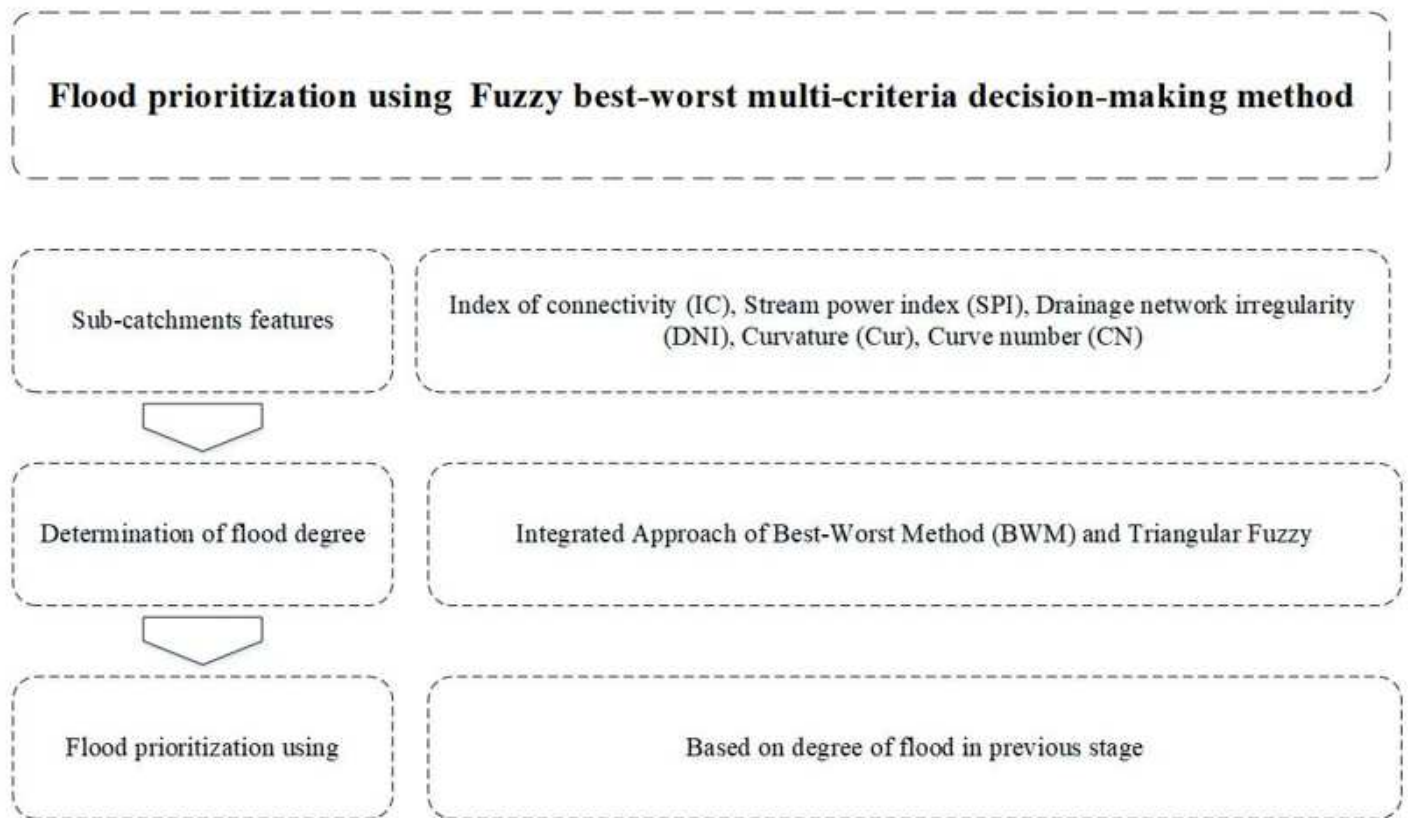 Flood prioritization using Fuzzy best-worst multi-criteria decision-making method
Sub-catchments features
Index of connectivity (IC), Stream power index (SPI), Drainage network irregularity
(DNI), Curvature (Cur), Curve number (CN)
Determination of flood degree
Integrated Approach of Best-Worst Method (BWM) and Triangular Fuzzy
Flood prioritization using
Based on degree of flood in previous stage